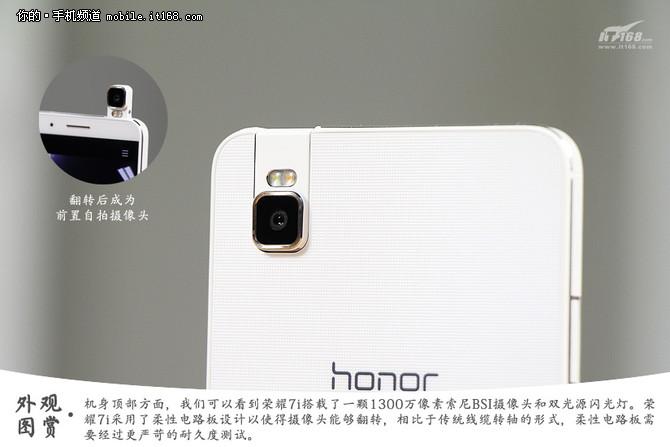 你的·手机频道 mobile.it168.com
IT168.com
www.it168.com
翻转后成为
前置自拍摄像头
honor
外观
图赏
机身顶部方面，我们可以看到荣耀7i搭载了一颗1300万像素索尼BSI摄像头和双光源闪光灯。荣
耀7i采用了柔性电路板设计以使得摄像头能够翻转，相比于传统线缆转轴的形式，柔性电路板需
要经过更严苛的耐久度测试。